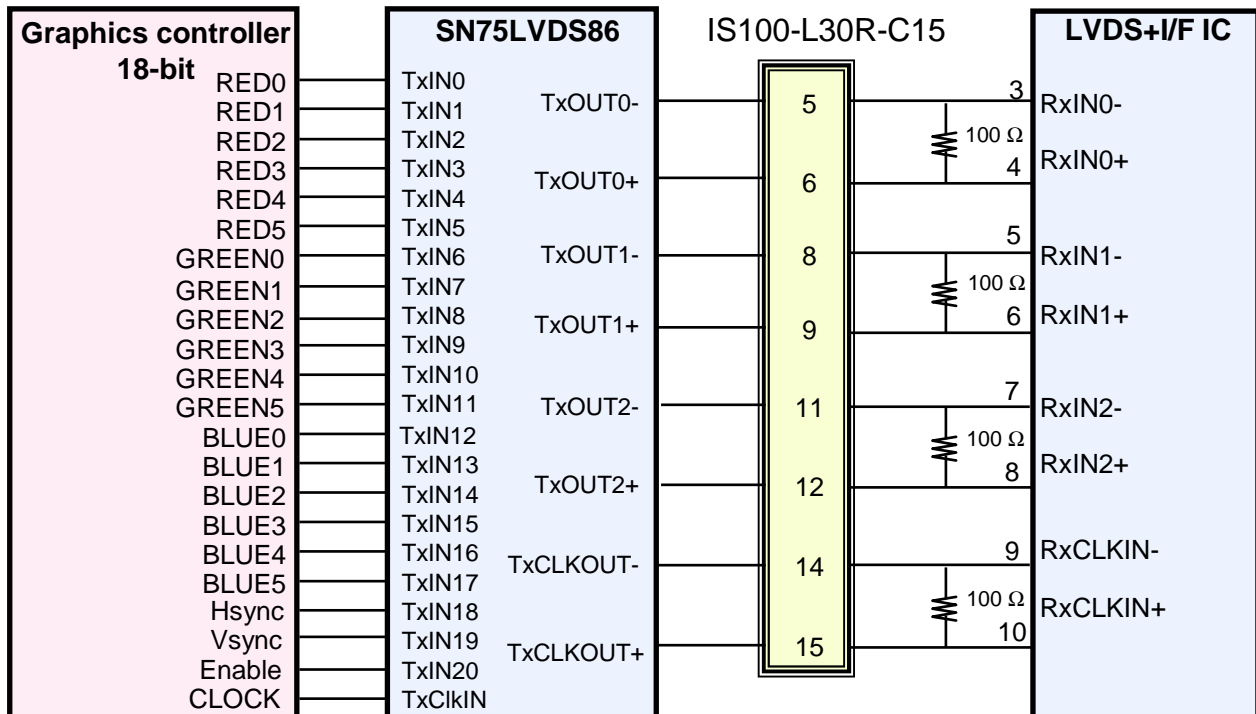 Graphics controller
18-bit
RED0
RED1
RED2
RED3
RED4
RED5
GREEN0
GREEN1
GREEN2
GREEN3
GREEN4
GREEN5
BLUE0
BLUE1
BLUE2
BLUE3
BLUE4
BLUE5
Hsync
Vsync
Enable
CLOCK
SN75LVDS86
TxIN0
TxIN1
TxIN2
TxIN3
TxIN4
TxIN5
TxIN6
TxIN7
TxIN8
TxIN9
TxIN10
TxIN11
TxIN12
TxIN13
TxIN14
TxIN15
TxIN16
TxIN17
TxIN18
TxIN19
TxIN20
TxClkIN
TxOUT0-
TxOUT0+
TxOUT1-
TxOUT1+
TxOUT2-
TxOUT2+
TxCLKOUT-
TxCLKOUT+
IS100-L30R-C15
5
6
8
9
11
12
14
15
3
100 Ω
4
5
100 Ω
6
7
100 Ω
8
9
100 Ω
10
LVDS+I/F IC
RxIN0-
RxIN0+
RxIN1-
RxIN1+
RxIN2-
RxIN2+
RxCLKIN-
RxCLKIN+